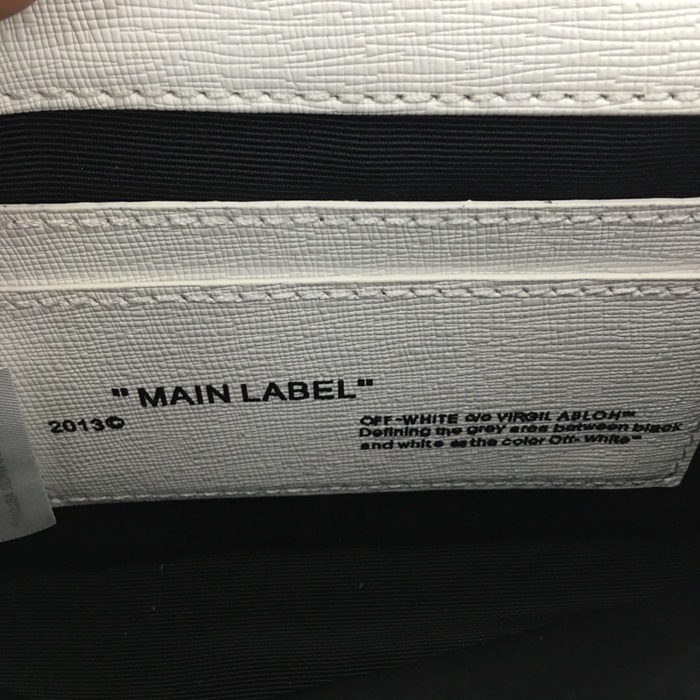 " MAIN LABEL"
2013©
OFF-WHITE c/o VIRGIL ABLOH™
Defining the grey area between black
and white as the color Off-White™